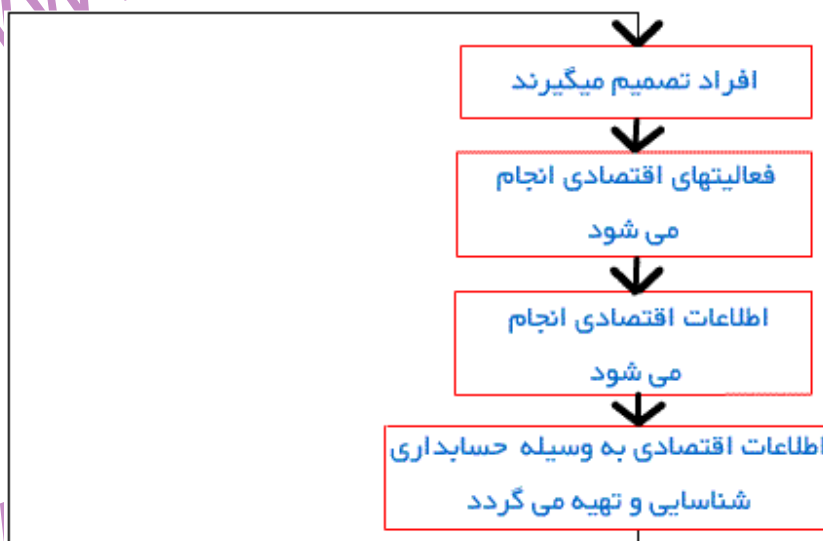 افراد تصمیم میگیرند
فعالیتهای اقتصادی انجام
می شود
اطلاعات اقتصادی انجام
می شود
اطلاعات اقتصادی به وسیله حسابداری
شناسایی و تهیه می گردد